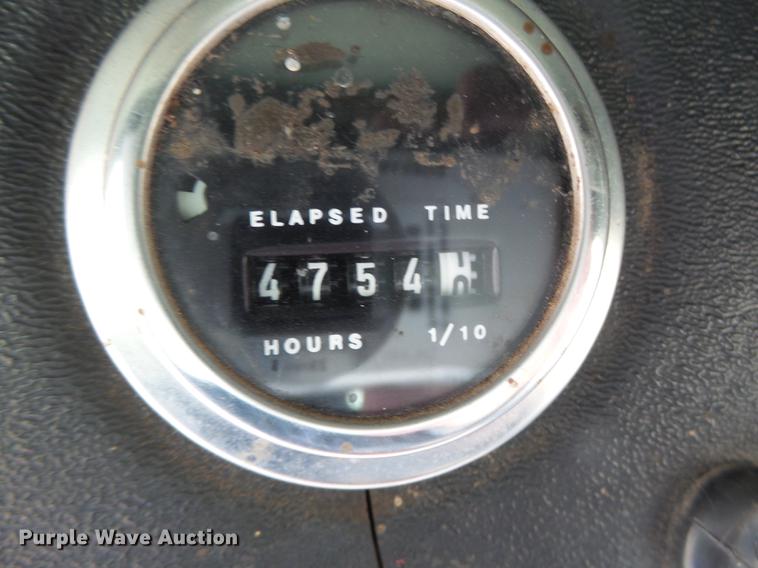 ELAPSED TIME
4754
HOURS 1/10
Purple Wave Auction